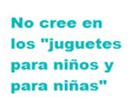 No cree en
los "juguetes
para niños y
para niñas"